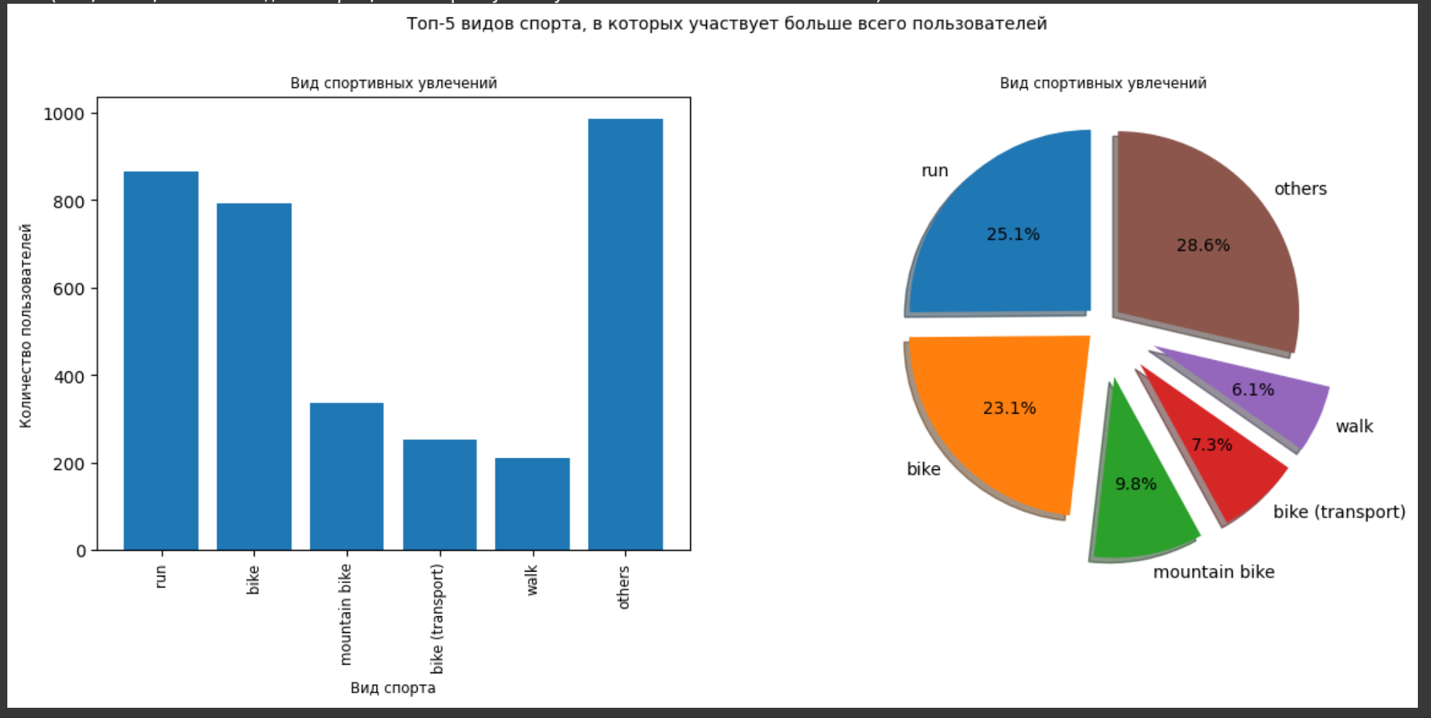 Топ-5 видов спорта, в которых участвует больше всего пользователей
Вид спортивных увлечений
1000
800
600
400
200
0
Количество пользователей
run
bike
mountain bike
bike (transport)
walk
others
Вид спорта
Вид спортивных увлечений
run
25.1%
others
28.6%
bike
23.1%
mountain bike
9.8%
bike (transport)
7.3%
walk
6.1%